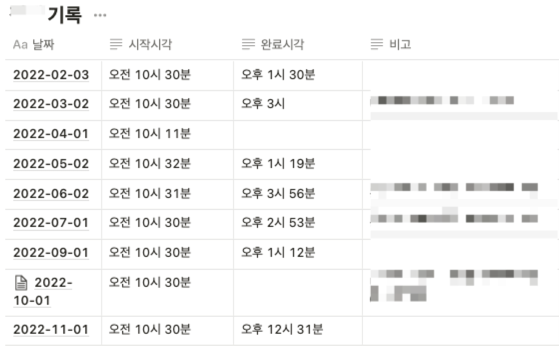 기록 ...
Aa 날짜 시작시각 완료시각 비고
2022-02-03 오전 10시 30분 오후 1시 30분
2022-03-02 오전 10시 30분 오후 3시
2022-04-01 오전 10시 11분
2022-05-02 오전 10시 32분 오후 1시 19분
2022-06-02 오전 10시 31분 오후 3시 56분
2022-07-01 오전 10시 30분 오후 2시 53분
2022-09-01 오전 10시 30분 오후 1시 12분
2022- 오전 10시 30분
10-01
2022-11-01 오전 10시 30분 오후 12시 31분